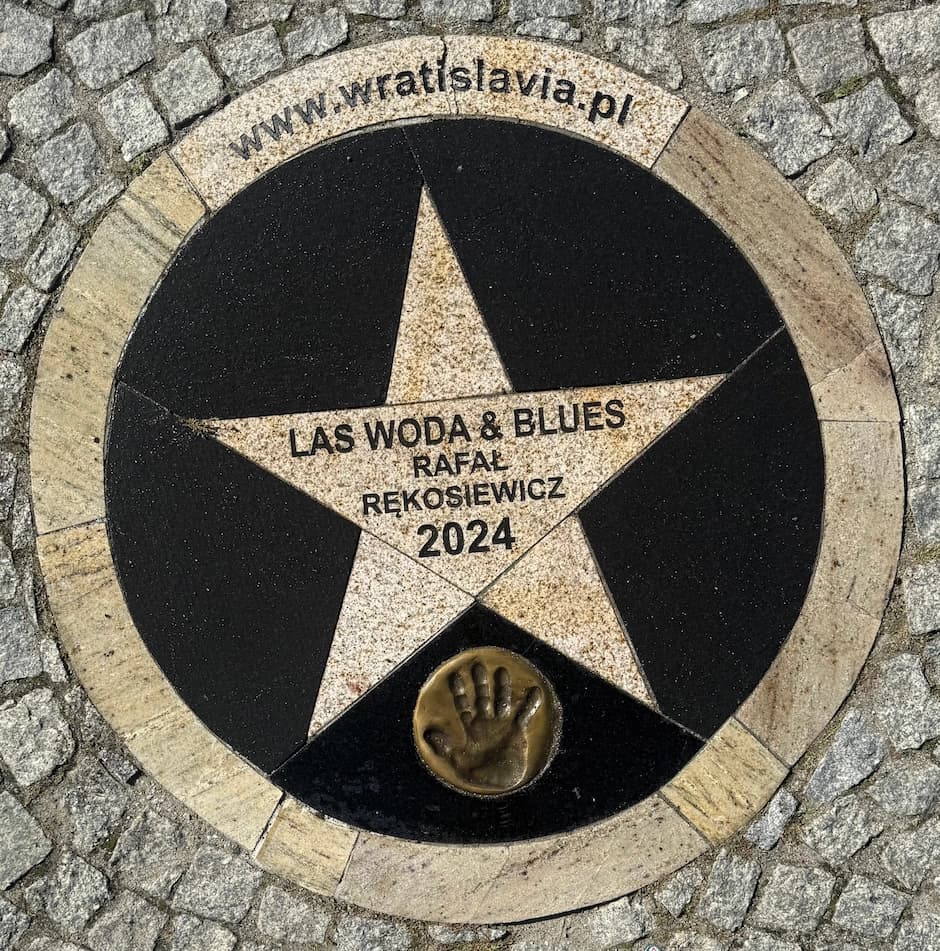 www.wratislavia.pl
LAS WODA & BLUES
RAFAŁ
RĘKOSIEWICZ
2024